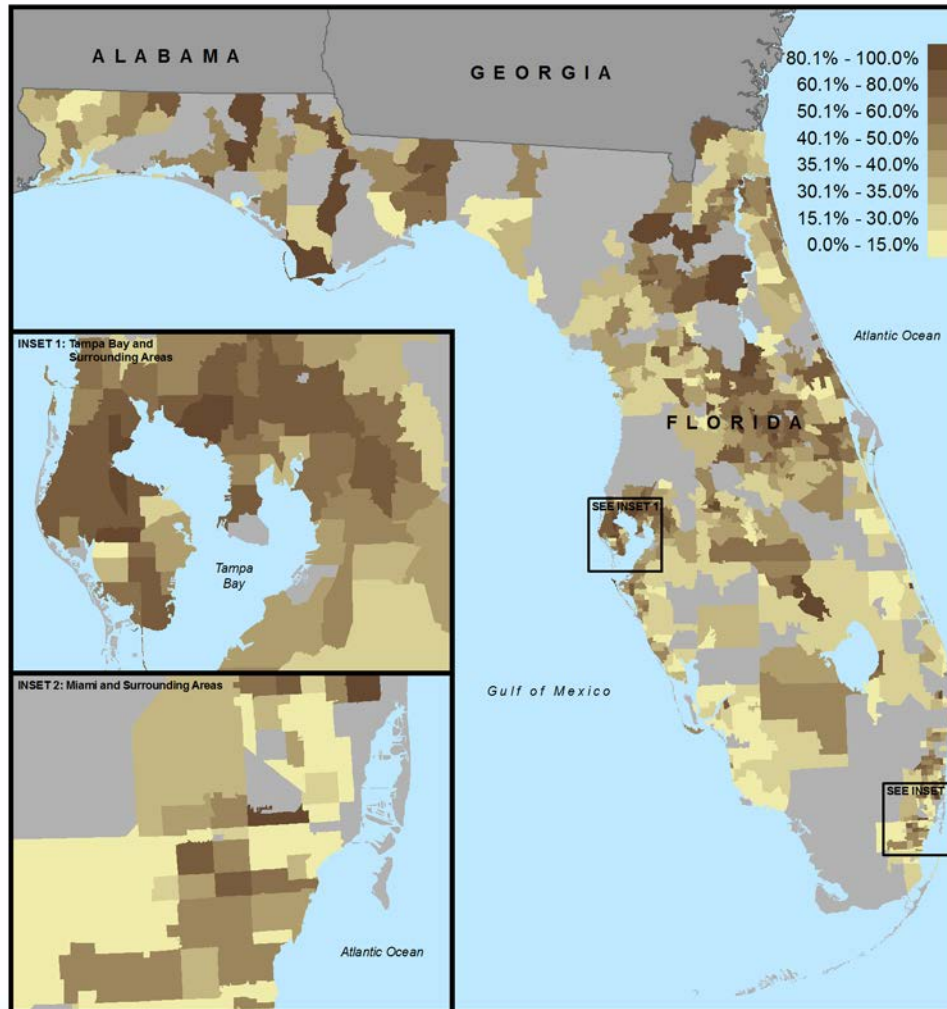 ALABAMA
GEORGIA
80.1% - 100.0%
60.1% - 80.0%
50.1% - 60.0%
40.1% - 50.0%
35.1% - 40.0%
30.1% - 35.0%
15.1% - 30.0%
0.0% - 15.0%
Atlantic Ocean
INSET 1: Tampa Bay and
Surrounding Areas
FLORIDA
SEE INSET 1
Tampa
Bay
INSET 2: Miami and Surrounding Areas
Gulf of Mexico
SEE INSET
Atlantic Ocean